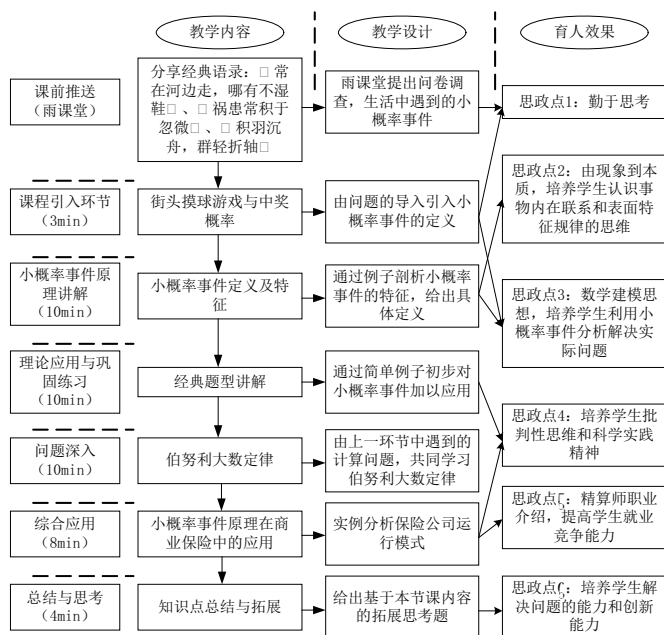 教学内容
教学设计
育人效果
课前推送
（雨课堂）
分享经典语录：□ 常
在河边走，哪有不湿
鞋□ 、□ 祸患常积于
忽微□ 、□ 积羽沉
舟，群轻折轴□
雨课堂提出问卷调
查，生活中遇到的小
概率事件
思政点1：勤于思考
课程引入环节
（3min）
街头摸球游戏与中奖
概率
由问题的导入引入小
概率事件的定义
思政点2：由现象到本
质，培养学生认识事
物内在联系和表面特
征规律的思维
小概率事件原
理讲解
（10min）
小概率事件定义及特
征
通过例子剖析小概率
事件的特征，给出具
体定义
思政点3：数学建模思
想，培养学生利用小
概率事件分析解决实
际问题
理论应用与巩
固练习
（10min）
经典题型讲解
通过简单例子初步对
小概率事件加以应用
思政点4：培养学生批
判性思维和科学实践
精神
问题深入
（10min）
伯努利大数定律
由上一环节中遇到的
计算问题，共同学习
伯努利大数定律
综合应用
（8min）
小概率事件原理在商
业保险中的应用
实例分析保险公司运
行模式
思政点5：精算师职业
介绍，提高学生就业
竞争能力
总结与思考
（4min）
知识点总结与拓展
给出基于本节课内容
的拓展思考题
思政点6：培养学生解
决问题的能力和创新
能力